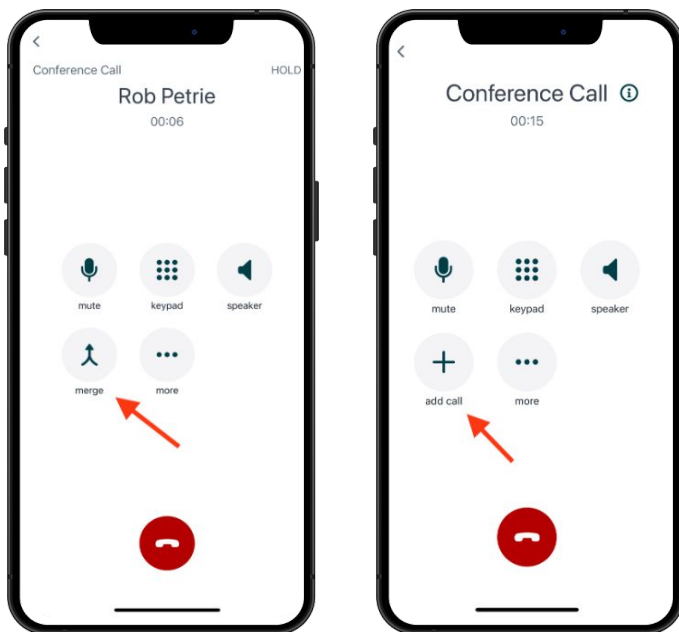 Conference Call HOLD
Rob Petrie
00:06
mute keypad speaker
merge more
Conference Call
00:15
mute keypad speaker
add call more